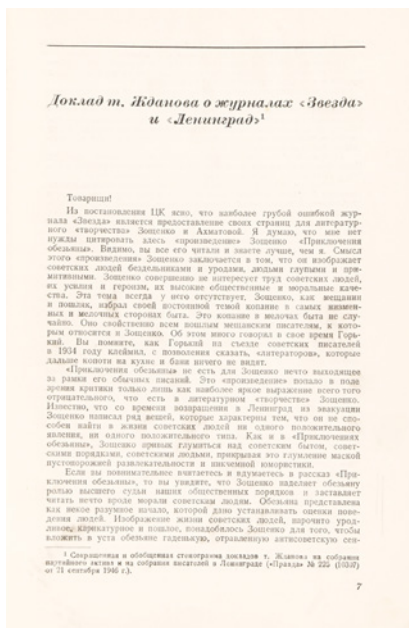 Доклад т. Жданова о журналах «Звезда»
и «Ленинград»¹
Товарищи!
Из постановления ЦК ясно, что наиболее грубой ошибкой жур-
нала «Звезда» является предоставление своих страниц для литератур-
ного «творчества» Зощенко и Ахматовой. Я думаю, что мне нет
нужды цитировать здесь «произведение» Зощенко «Приключения
обезьяны». Видимо, вы все его читали и знаете лучше, чем я. Смысл
этого «произведения» Зощенко заключается в том, что он изображает
советских людей бездельниками и уродами, людьми глупыми и при-
митивными. Зощенко совершенно не интересует труд советских людей,
их усилия и героизм, их высокие общественные и моральные каче-
ства. Эта тема всегда у него отсутствует. Зощенко, как мещанин
и пошляк, избрал своей постоянной темой копание в самых низмен-
ных и мелочных сторонах быта. Это копание в мелочах быта не слу-
чайно. Оно свойственно всем пошлым мещанским писателям, к кото-
рым относится и Зощенко. Об этом много говорил в свое время Горь-
кий. Вы помните, как Горький на съезде советских писателей
в 1934 году клеймил, с позволения сказать, «литераторов», которые
дальше копоти на кухне и бани ничего не видят.
«Приключения обезьяны» не есть для Зощенко нечто выходящее
за рамки его обычных писаний. Это «произведение» попало в поле
зрения критики только лишь как наиболее яркое выражение всего того
отрицательного, что есть в литературном «творчестве» Зощенко.
Известно, что со времени возвращения в Ленинград из эвакуации
Зощенко написал ряд вещей, которые характерны тем, что он не спо-
собен найти в жизни советских людей ни одного положительного
явления, ни одного положительного типа. Как и в «Приключениях
обезьяны», Зощенко привык глумиться над советским бытом, совет-
скими порядками, советскими людьми, прикрывая это глумление маской
пустопорожней развлекательности и никчемной юмористики.
Если вы повнимательнее вчитаетесь и вдумаетесь в рассказ «При-
ключения обезьяны», то вы увидите, что Зощенко наделяет обезьяну
ролью высшего судьи наших общественных порядков и заставляет
читать нечто вроде морали советским людям. Обезьяна представлена
как некое разумное начало, которой дано устанавливать оценки пове-
дения людей. Изображение жизни советских людей, нарочито урод-
ливое, карикатурное и пошлое, понадобилось Зощенко для того, чтобы
вложить в уста обезьяне гаденькую, отравленную антисоветскую сен-
¹ Сокращенная и обобщенная стенограмма докладов т. Жданова на собрании
партийного актива и на собрании писателей в Ленинграде («Правда» № 225 (10307)
от 21 сентября 1946 г.).
7